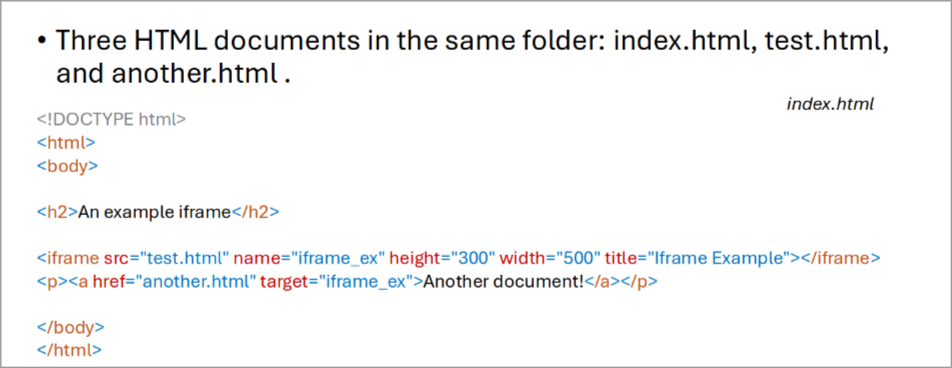 • Three HTML documents in the same folder: index.html, test.html,
and another.html .
index.html
<!DOCTYPE html>
<html>
<body>
<h2>An example iframe</h2>
<iframe src="test.html" name="iframe_ex" height="300" width="500" title="Iframe Example"></iframe>
<p><a href="another.html" target="iframe_ex">Another document!</a></p>
</body>
</html>